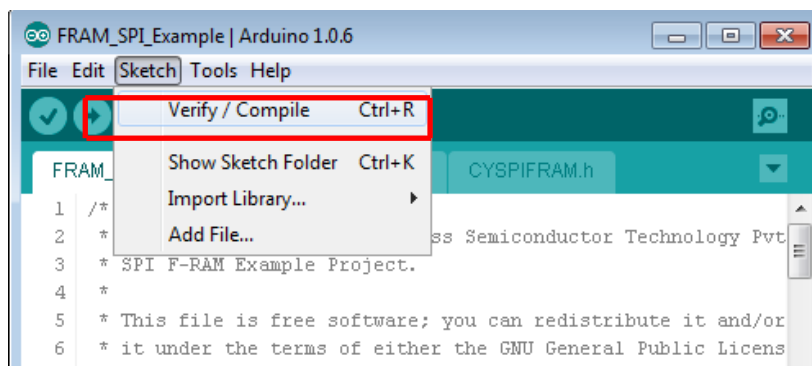 FRAM_SPI_Example | Arduino 1.0.6
File Edit Sketch Tools Help
Verify / Compile Ctrl+R
Show Sketch Folder Ctrl+K
Import Library...
Add File...
FRAM_
CYSPIFRAM.h
1 /*
2 * ss Semiconductor Technology Pvt
3 * SPI F-RAM Example Project.
4 *
5 * This file is free software; you can redistribute it and/or
6 * it under the terms of either the GNU General Public Licens